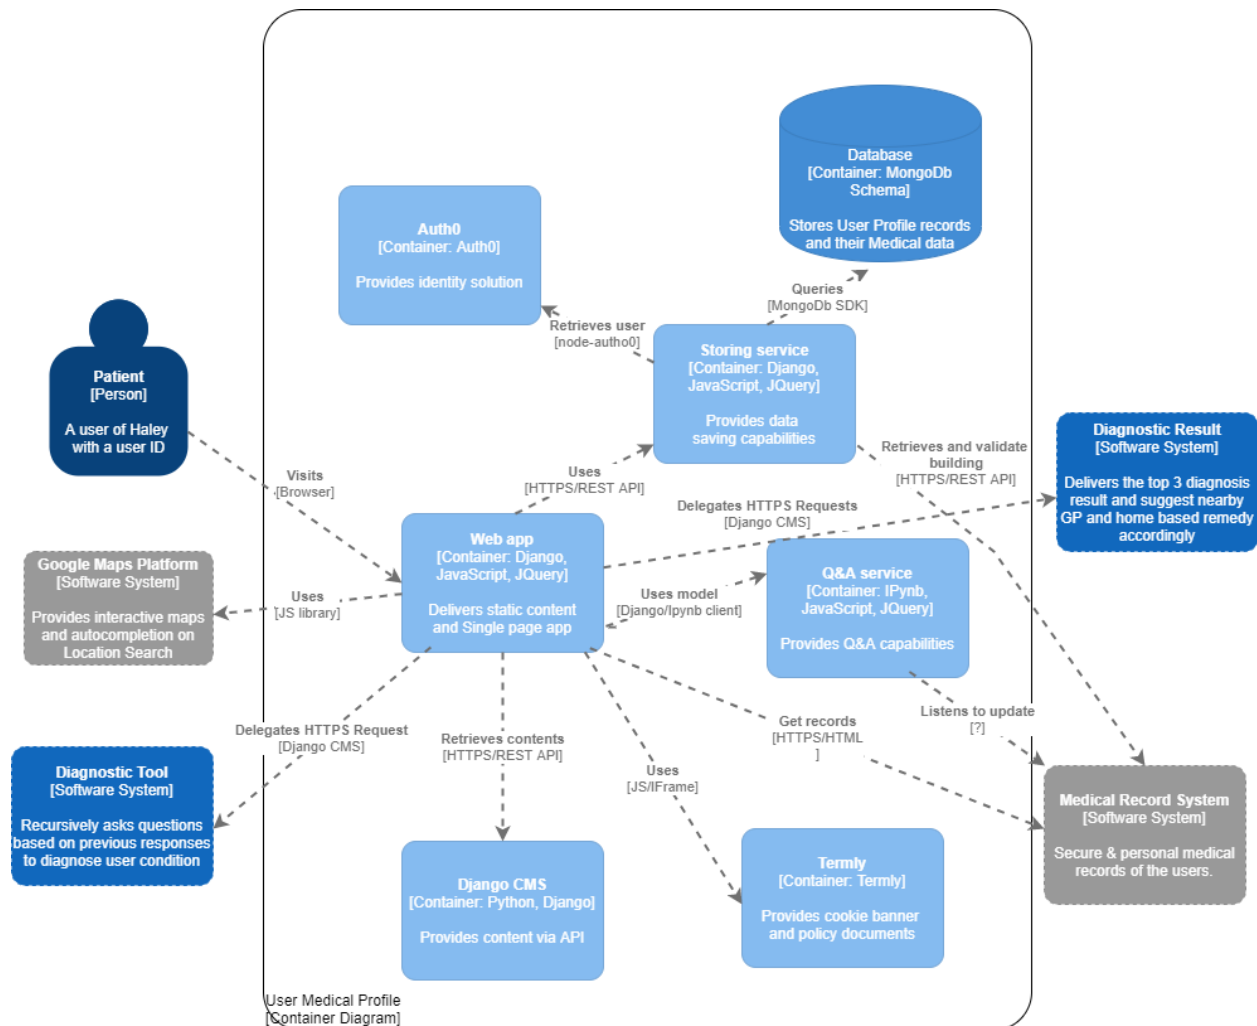 Database
[Container: MongoDb
Schema]
Stores User Profile records
and their Medical data
Auth0
[Container: Auth0]
Provides identity solution
Queries
[MongoDb SDK]
Retrieves user
[node-autho0]
Storing service
[Container: Django,
JavaScript, JQuery]
Provides data
saving capabilities
Patient
[Person]
A user of Haley
with a user ID
Visits
[Browser]
Uses
[HTTPS/REST API]
Retrieves and validate
building
[HTTPS/REST API]
Diagnostic Result
[Software System]
Delivers the top 3 diagnosis
result and suggest nearby
GP and home based remedy
accordingly
Delegates HTTPS Requests
[Django CMS]
Web app
[Container: Django,
JavaScript, JQuery]
Delivers static content
and Single page app
Google Maps Platform
[Software System]
Provides interactive maps
and autocompletion on
Location Search
Uses
[JS library]
Uses model
[Django/Ipynb client]
Q&A service
[Container: IPynb,
JavaScript, JQuery]
Provides Q&A capabilities
Delegates HTTPS Request
[Django CMS]
Retrieves contents
[HTTPS/REST API]
Uses
[JS/IFrame]
Get records
[HTTPS/HTML
]
Listens to update
[?]
Diagnostic Tool
[Software System]
Recursively asks questions
based on previous responses
to diagnose user condition
Medical Record System
[Software System]
Secure & personal medical
records of the users.
Django CMS
[Container: Python, Django]
Provides content via API
Termly
[Container: Termly]
Provides cookie banner
and policy documents
User Medical Profile
[Container Diagram]